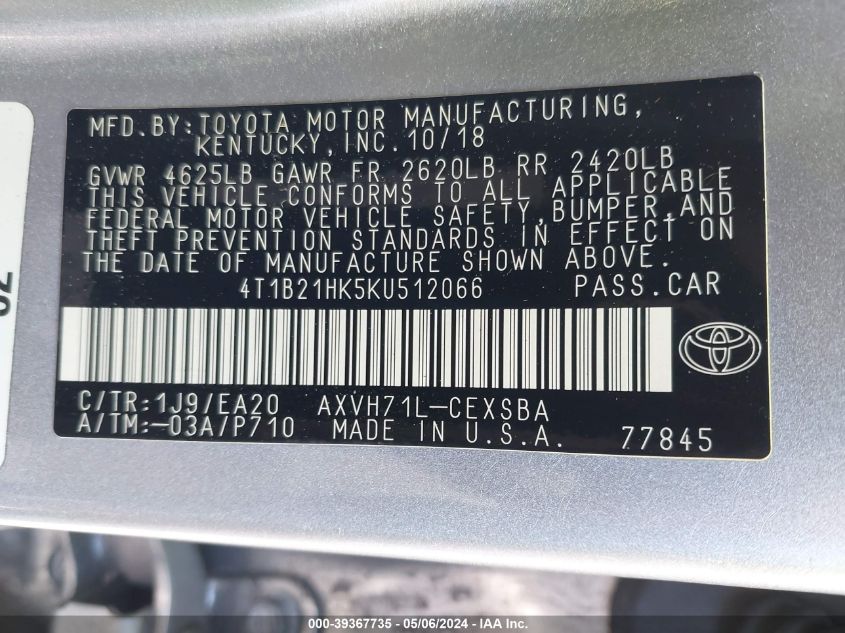 MFD.BY:TOYOTA MOTOR MANUFACTURING,
KENTUCKY, INC. 10/18
GVWR 4625LB GAWR FR 2620LB RR 2420LB
THIS VEHICLE CONFORMS TO ALL APPLICABLE
FEDERAL MOTOR VEHICLE SAFETY, BUMPER, AND
THEFT PREVENTION STANDARDS IN EFFECT ON
THE DATE OF MANUFACTURE SHOWN ABOVE.
4T1B21HK5KU512066 PASS.CAR
C/TR:1J9/EA20 AXVH71L-CEXSBA
A/TM:-03A/P710 MADE IN U.S.A. 77845
000-39367735 - 05/06/2024 - IAA Inc.